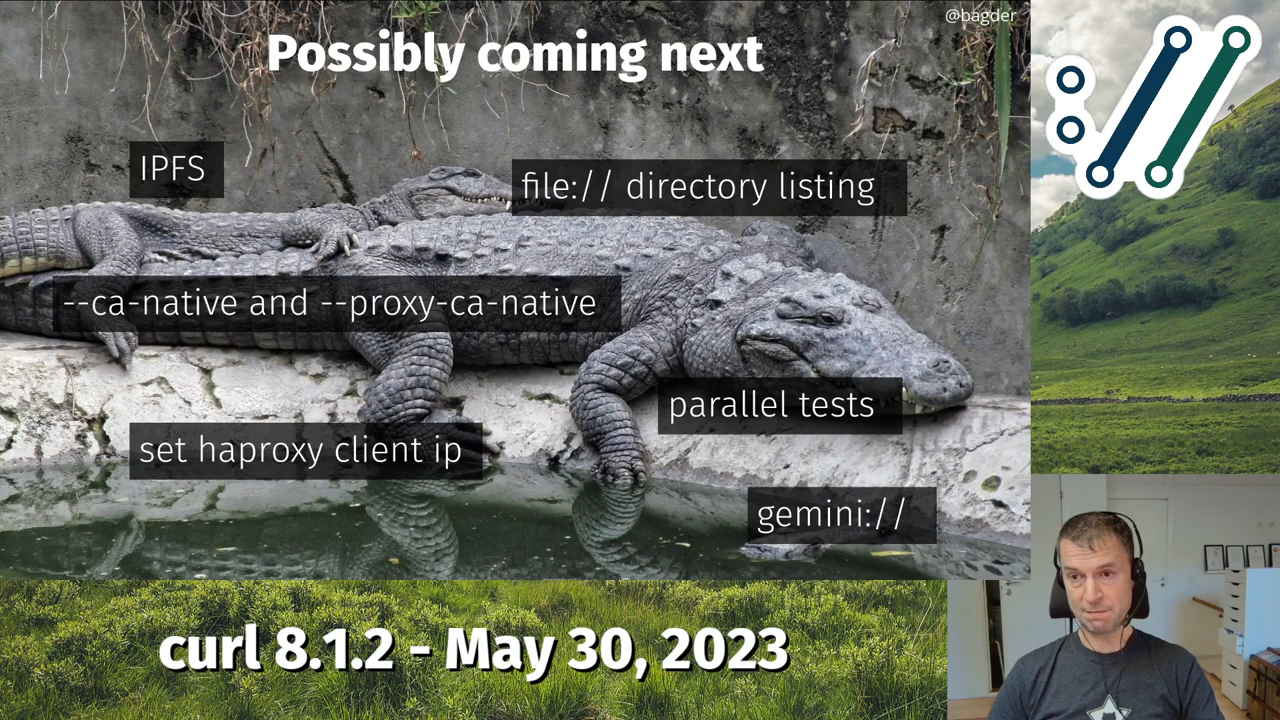 @bagder
Possibly coming next
IPFS
file:// directory listing
--ca-native and --proxy-ca-native
parallel tests
set haproxy client ip
gemini://
curl 8.1.2 - May 30, 2023